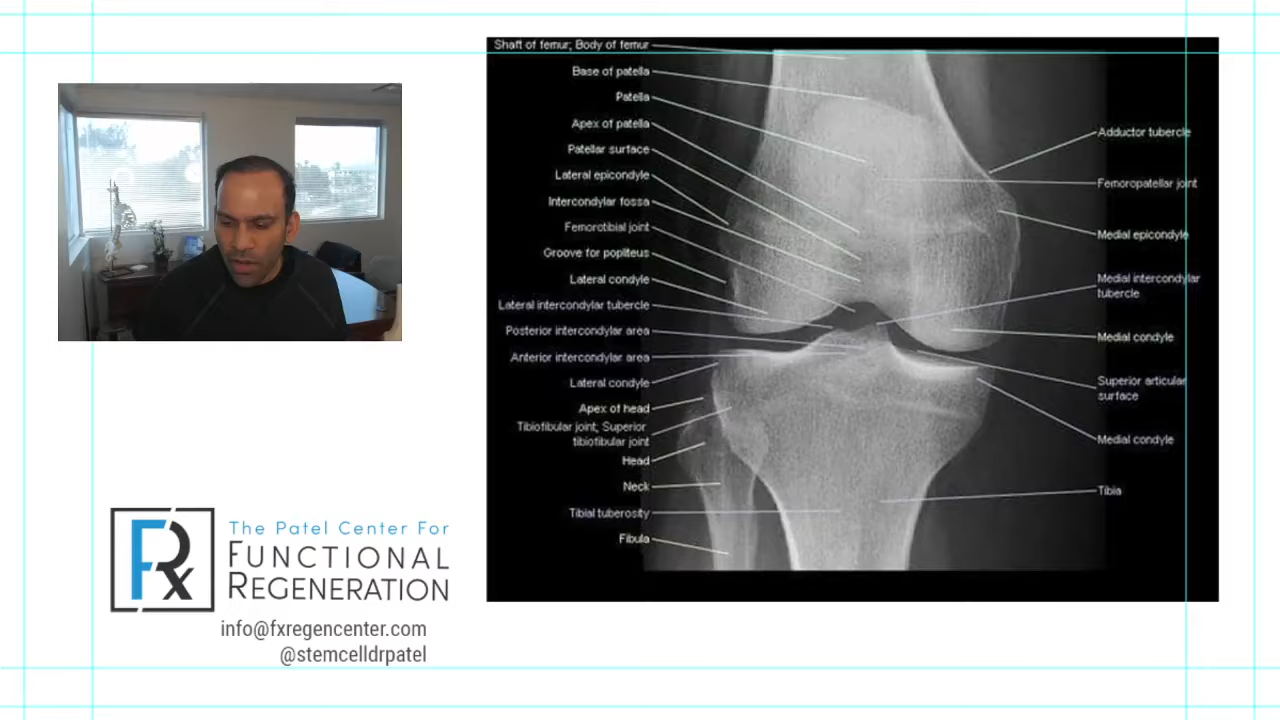 Shaft of femur; Body of femur
Base of patella
Patella
Apex of patella
Patellar surface
Lateral epicondyle
Intercondylar fossa
Femorotibial joint
Groove for popliteus
Lateral condyle
Lateral intercondylar tubercle
Posterior intercondylar area
Anterior intercondylar area
Lateral condyle
Apex of head
Tibiofibular joint; Superior
tibiofibular joint
Head
Neck
Tibial tuberosity
Fibula
Adductor tubercle
Femoropatellar joint
Medial epicondyle
Medial intercondylar
tubercle
Medial condyle
Superior articular
surface
Medial condyle
Tibia
FRx
The Patel Center For
FUNCTIONAL
REGENERATION
info@fxregencenter.com
@stemcelldrpatel